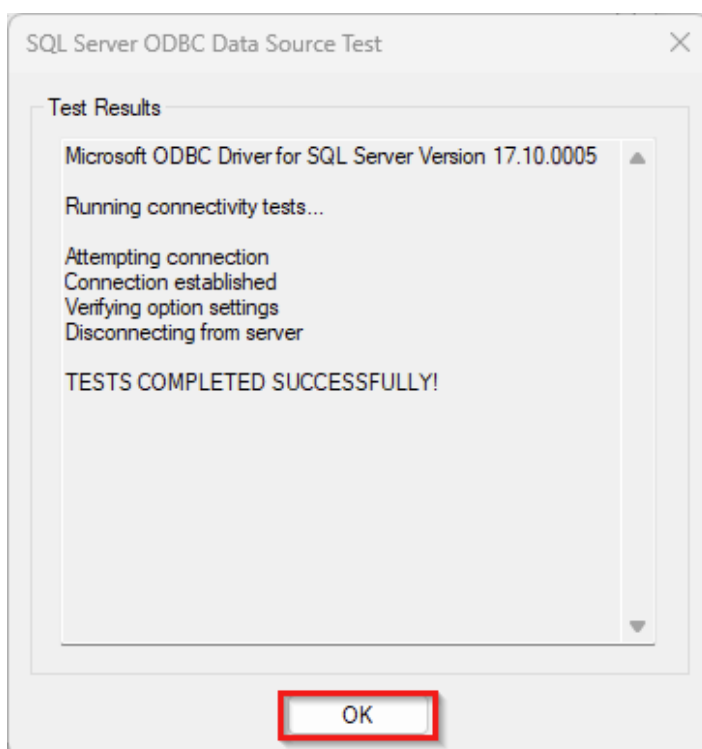 SQL Server ODBC Data Source Test
Test Results
Microsoft ODBC Driver for SQL Server Version 17.10.0005
Running connectivity tests...
Attempting connection
Connection established
Verifying option settings
Disconnecting from server
TESTS COMPLETED SUCCESSFULLY!
OK